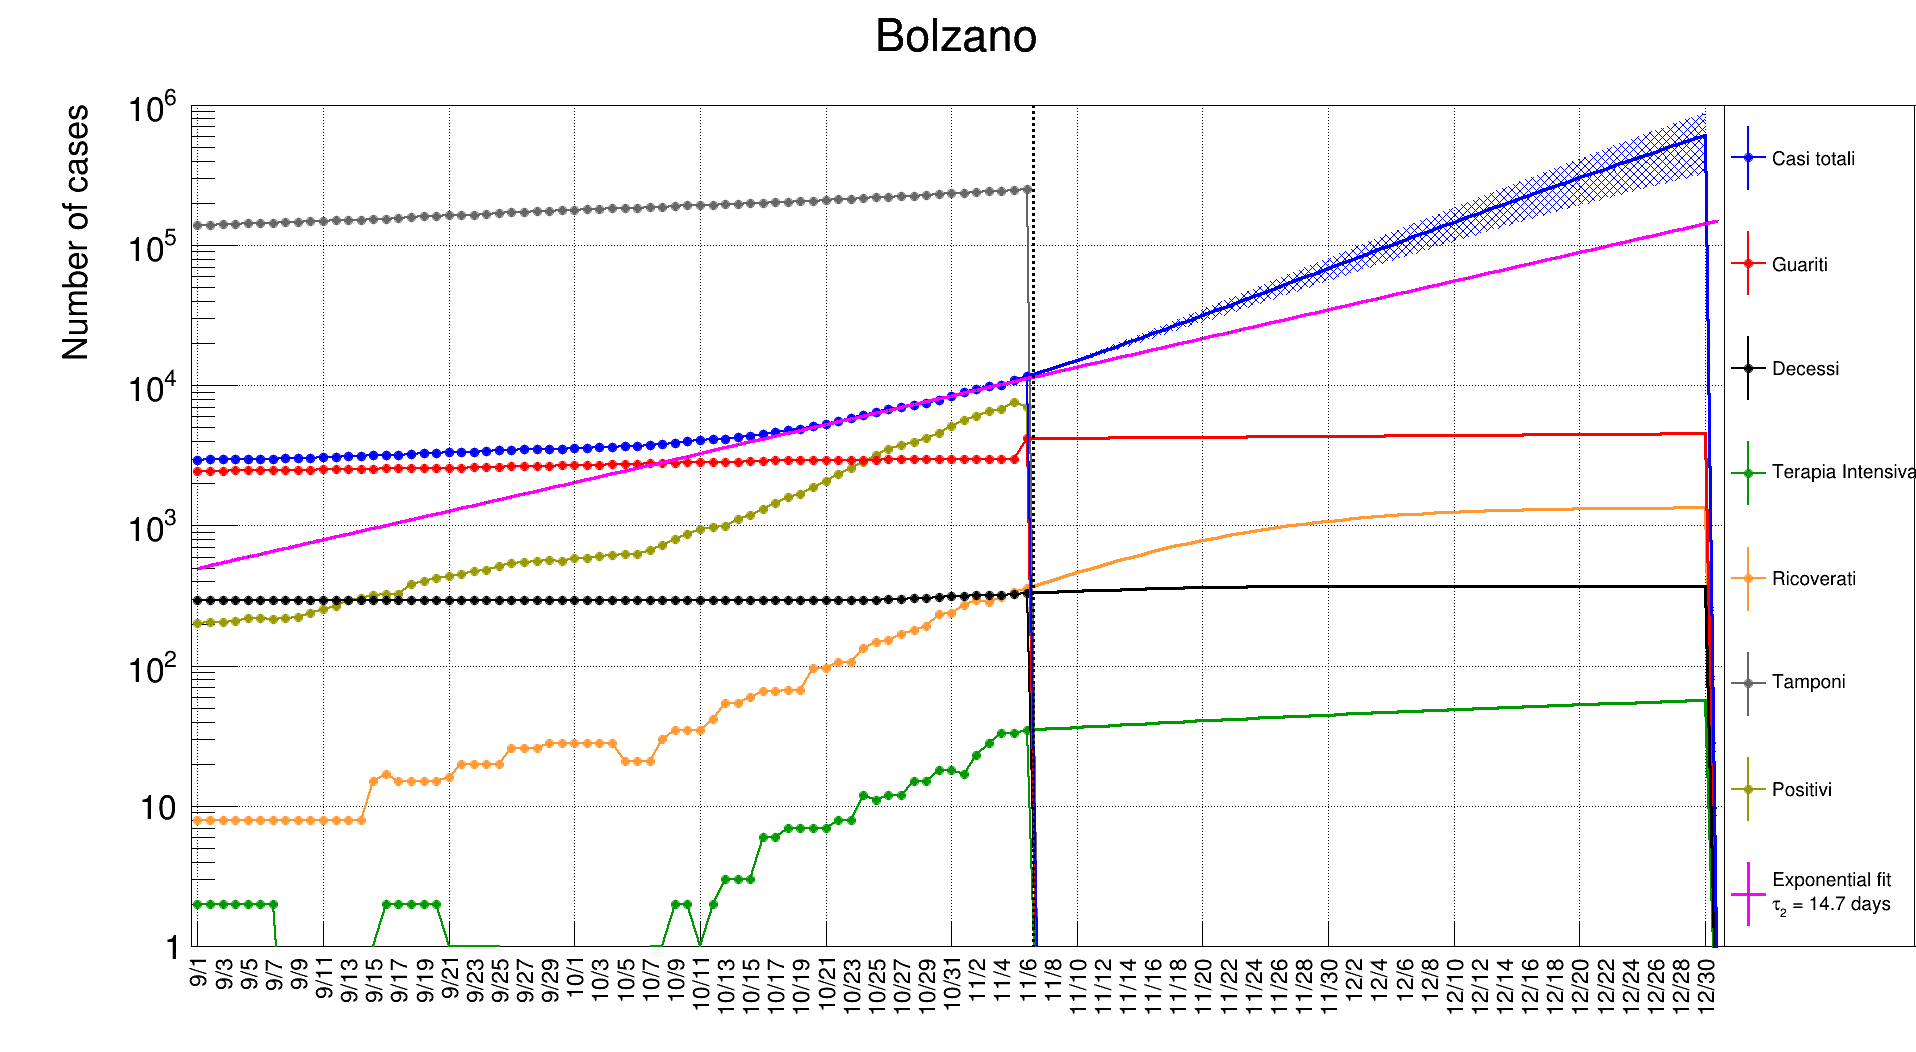 Bolzano
Number of cases
10^6
10^5
10^4
10^3
10^2
10
1
9/1 9/3 9/5 9/7 9/9 9/11 9/13 9/15 9/17 9/19 9/21 9/23 9/25 9/27 9/29 10/1 10/3 10/5 10/7 10/9 10/11 10/13 10/15 10/17 10/19 10/21 10/23 10/25 10/27 10/29 10/31 11/2 11/4 11/6 11/8 11/10 11/12 11/14 11/16 11/18 11/20 11/22 11/24 11/26 11/28 11/30 12/2 12/4 12/6 12/8 12/10 12/12 12/14 12/16 12/18 12/20 12/22 12/24 12/26 12/28 12/30
Casi totali
Guariti
Decessi
Terapia Intensiva
Ricoverati
Tamponi
Positivi
Exponential fit
τ_2 = 14.7 days